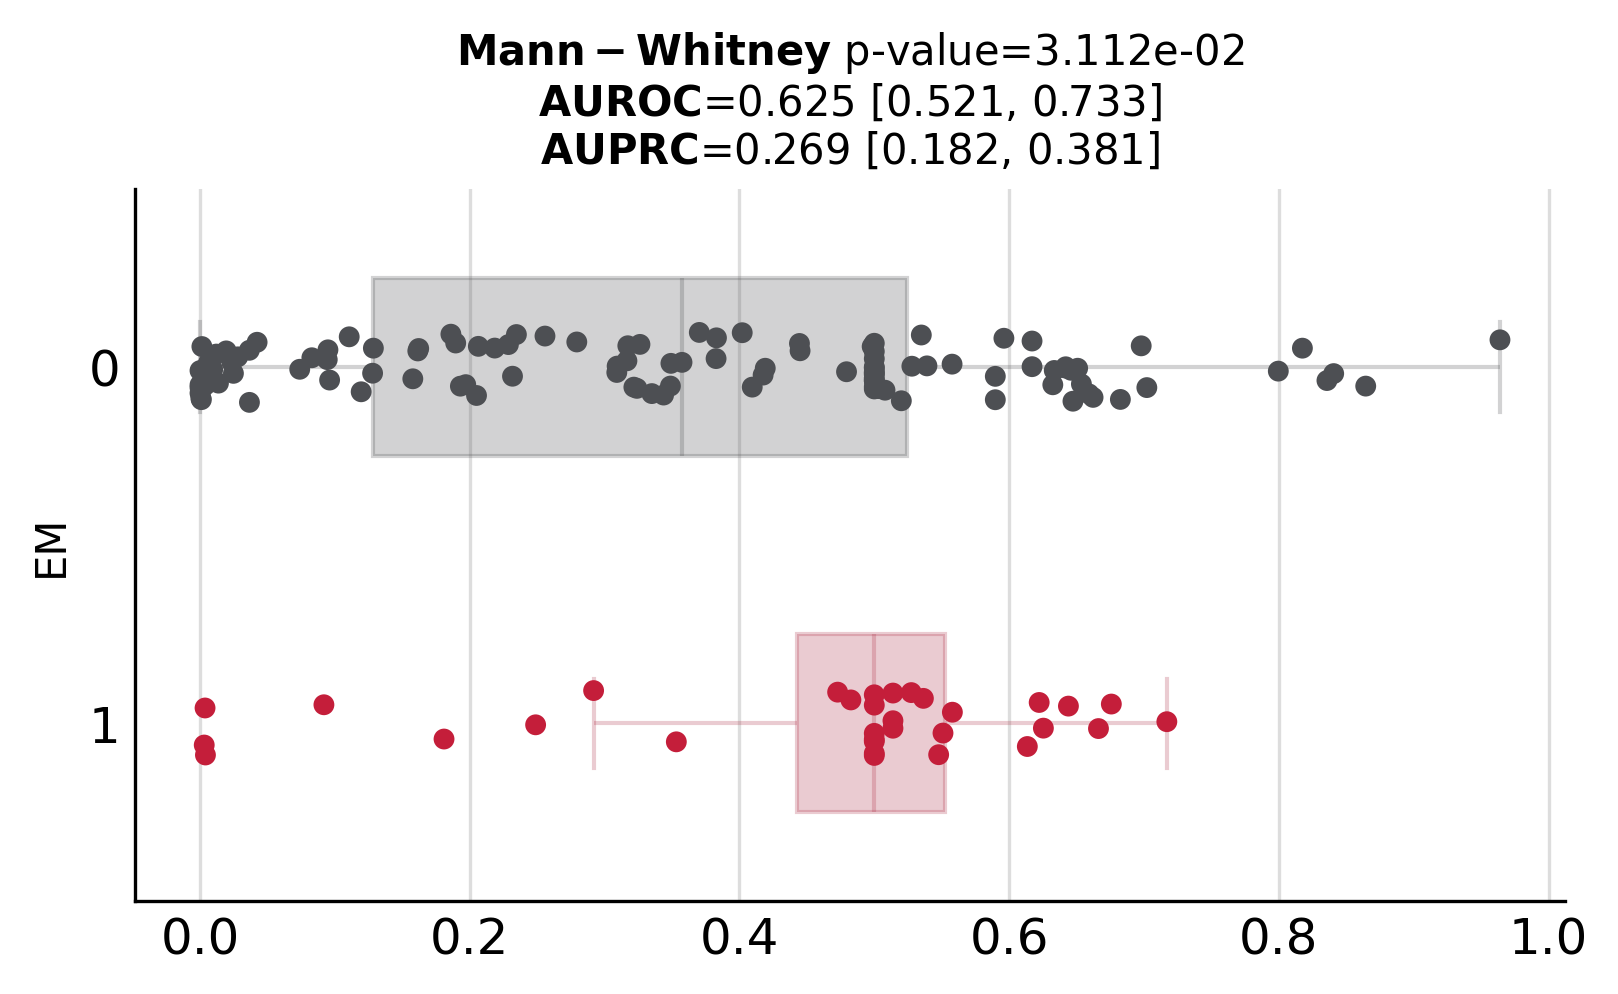 Mann − Whitney p-value=3.112e-02
AUROC=0.625 [0.521, 0.733]
AUPRC=0.269 [0.182, 0.381]
0
EM
1
0.0 0.2 0.4 0.6 0.8 1.0